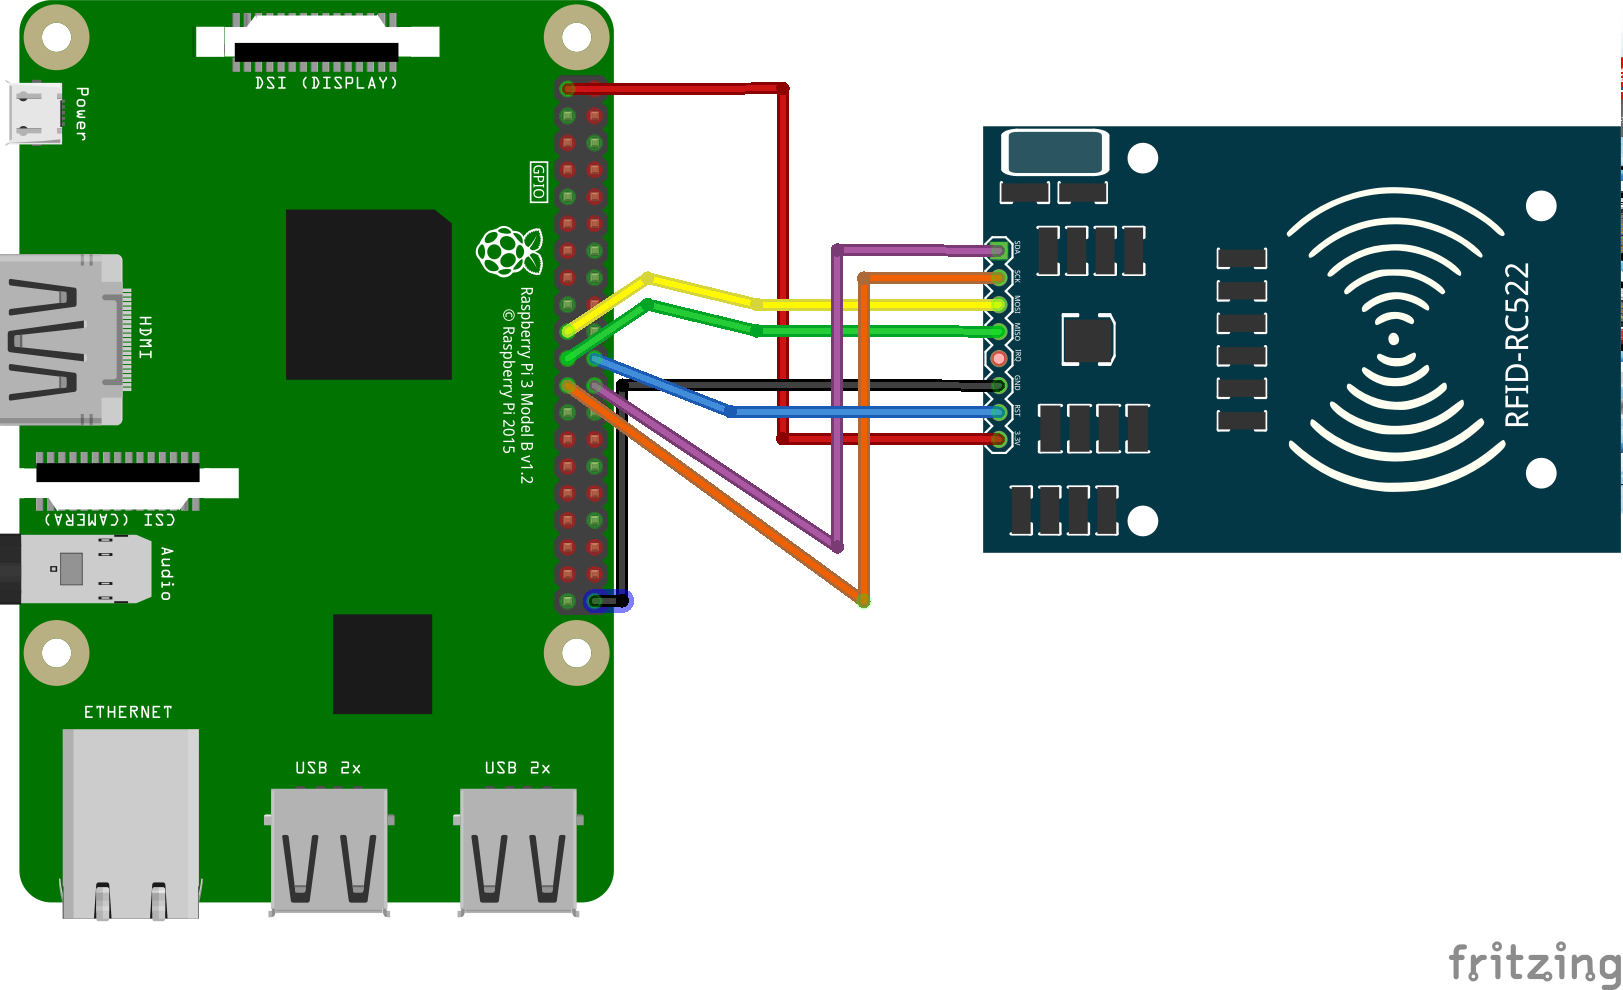 DSI (DISPLAY)
Power
GPIO
HDMI
Raspberry Pi 3 Model B v1.2
© Raspberry Pi 2015
CSI (CAMERA)
Audio
ETHERNET
USB 2x
USB 2x
SDA
SCK
MOSI
MISO
IRQ
GND
RST
3.3V
RFID-RC522
fritzing